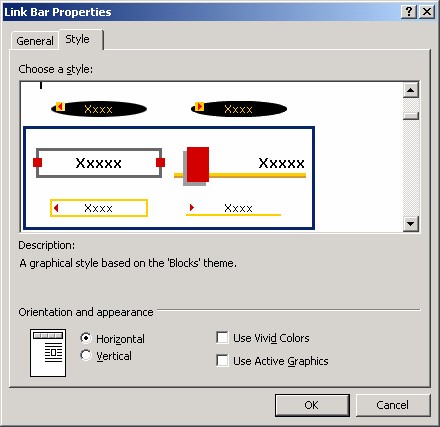 Link Bar Properties
General
Style
Choose a style:
Xxxx Xxxx
Xxxxx Xxxxx
Xxxx Xxxx
Description:
A graphical style based on the 'Blocks' theme.
Orientation and appearance
Horizontal
Vertical
Use Vivid Colors
Use Active Graphics
OK
Cancel